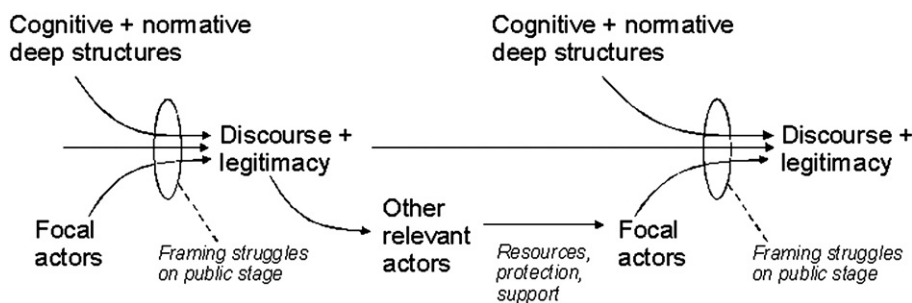 Cognitive + normative
deep structures
Cognitive + normative
deep structures
Discourse +
legitimacy
Discourse +
legitimacy
Focal
actors
Framing struggles
on public stage
Other
relevant
actors
Resources,
protection,
support
Focal
actors
Framing struggles
on public stage